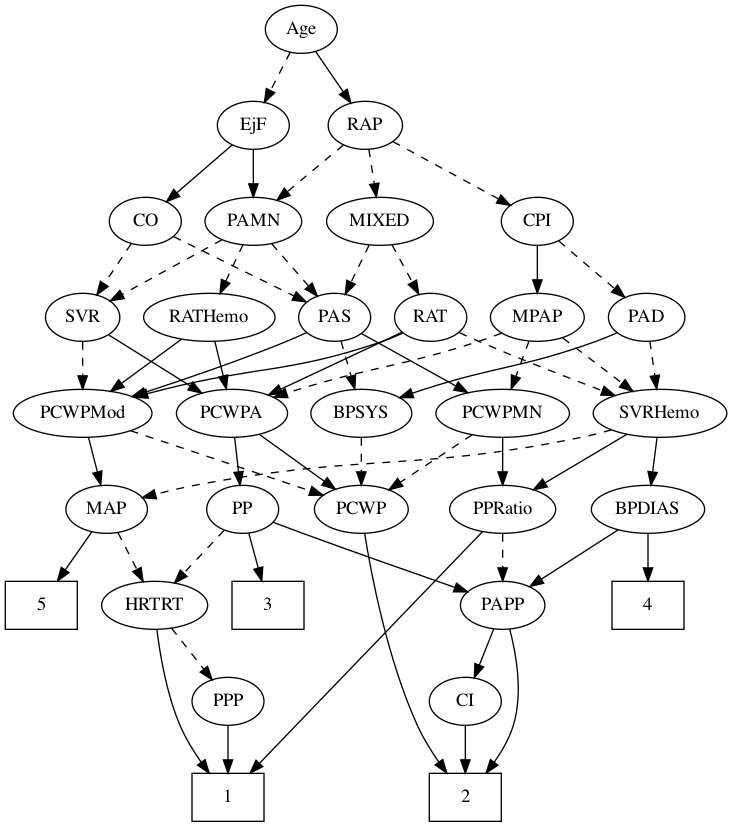 Age
EjF
RAP
CO
PAMN
MIXED
CPI
SVR
RATHemo
PAS
RAT
MPAP
PAD
PCWPMod
PCWPA
BPSYS
PCWPMN
SVRHemo
MAP
PP
PCWP
PPRatio
BPDIAS
5
HRTRT
3
PAPP
4
PPP
CI
1
2